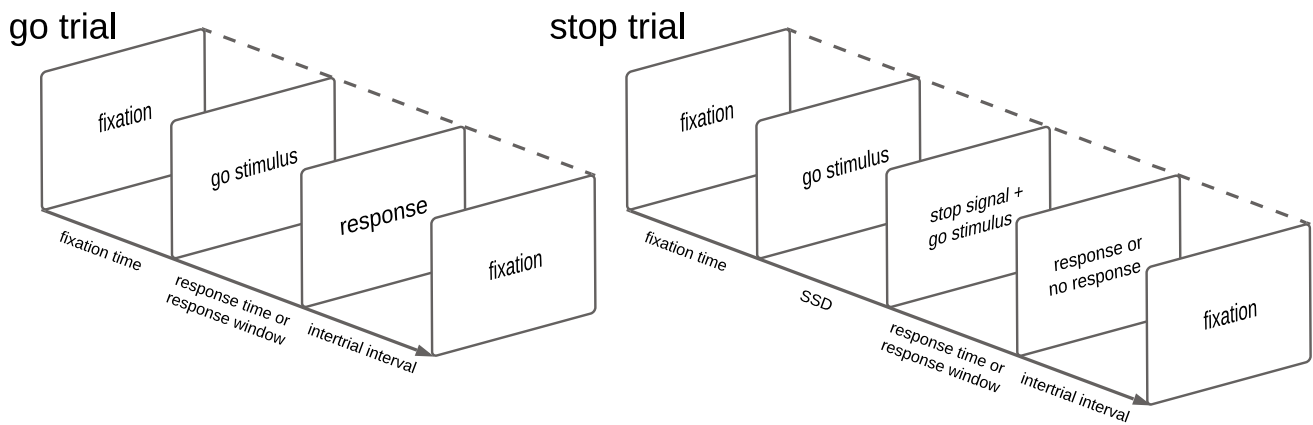 go trial
fixation
go stimulus
response
fixation
fixation time
response time or
response window
intertrial interval
stop trial
fixation
go stimulus
stop signal +
go stimulus
response or
no response
fixation
fixation time
SSD
response time or
response window
intertrial interval